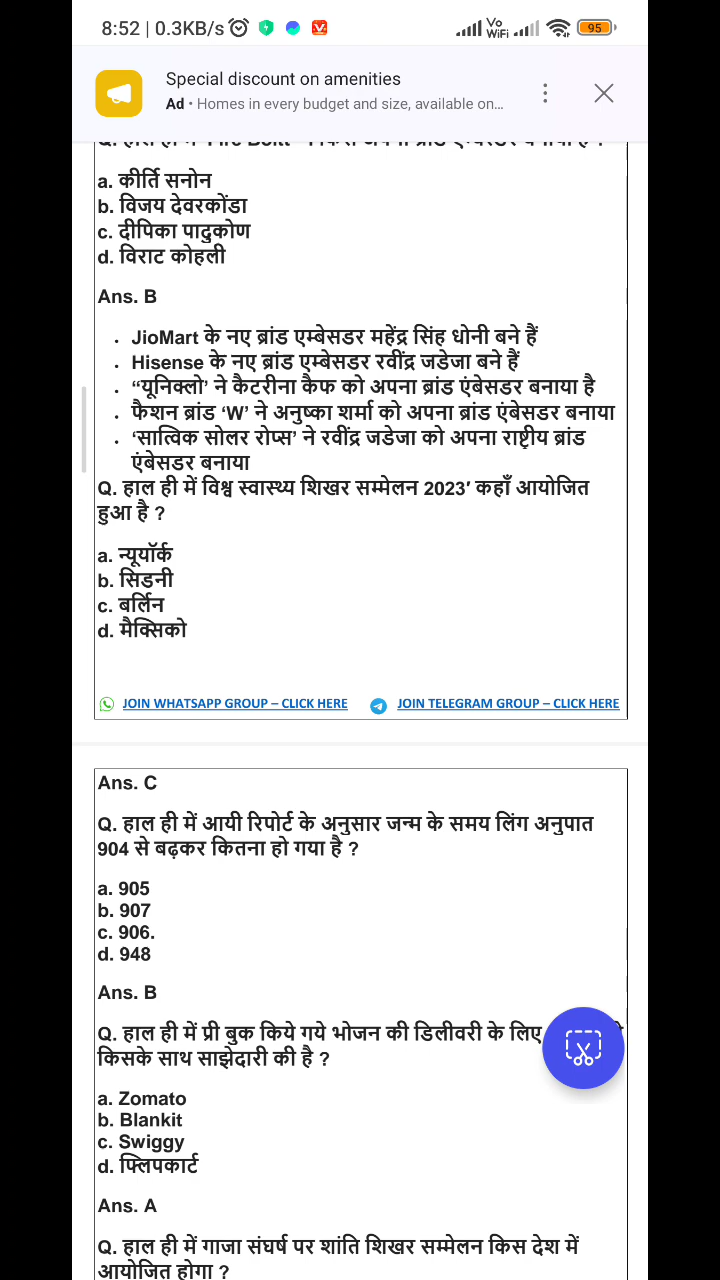 8:52 | 0.3KB/s
Vo WiFi
95
Special discount on amenities
Ad • Homes in every budget and size, available on...
a. कीर्ति सनोन
b. विजय देवरकोंडा
c. दीपिका पादुकोण
d. विराट कोहली
Ans. B
• JioMart के नए ब्रांड एम्बेसडर महेंद्र सिंह धोनी बने हैं
• Hisense के नए ब्रांड एम्बेसडर रवींद्र जडेजा बने हैं
• “यूनिक्लो’ ने कैटरीना कैफ को अपना ब्रांड एंबेसडर बनाया है
• फैशन ब्रांड ‘W’ ने अनुष्का शर्मा को अपना ब्रांड एंबेसडर बनाया
• ‘सात्विक सोलर रोप्स’ ने रवींद्र जडेजा को अपना राष्ट्रीय ब्रांड
एंबेसडर बनाया
Q. हाल ही में विश्व स्वास्थ्य शिखर सम्मेलन 2023′ कहाँ आयोजित
हुआ है ?
a. न्यूयॉर्क
b. सिडनी
c. बर्लिन
d. मैक्सिको
JOIN WHATSAPP GROUP – CLICK HERE JOIN TELEGRAM GROUP – CLICK HERE
Ans. C
Q. हाल ही में आयी रिपोर्ट के अनुसार जन्म के समय लिंग अनुपात
904 से बढ़कर कितना हो गया है ?
a. 905
b. 907
c. 906.
d. 948
Ans. B
Q. हाल ही में प्री बुक किये गये भोजन की डिलीवरी के लिए
किसके साथ साझेदारी की है ?
a. Zomato
b. Blankit
c. Swiggy
d. फ्लिपकार्ट
Ans. A
Q. हाल ही में गाजा संघर्ष पर शांति शिखर सम्मेलन किस देश में
आयोजित होगा ?